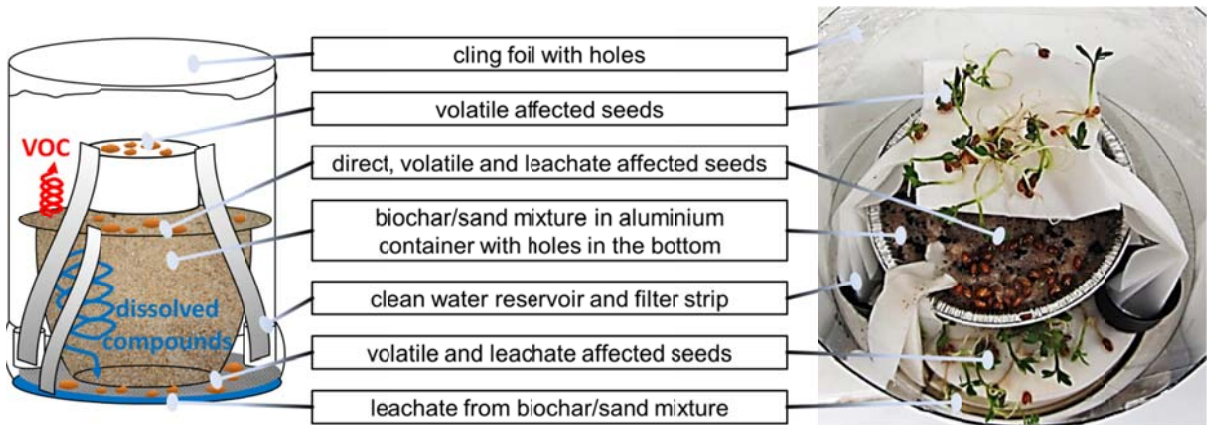 cling foil with holes
volatile affected seeds
VOC
direct, volatile and leachate affected seeds
biochar/sand mixture in aluminium
container with holes in the bottom
clean water reservoir and filter strip
dissolved
compounds
volatile and leachate affected seeds
leachate from biochar/sand mixture